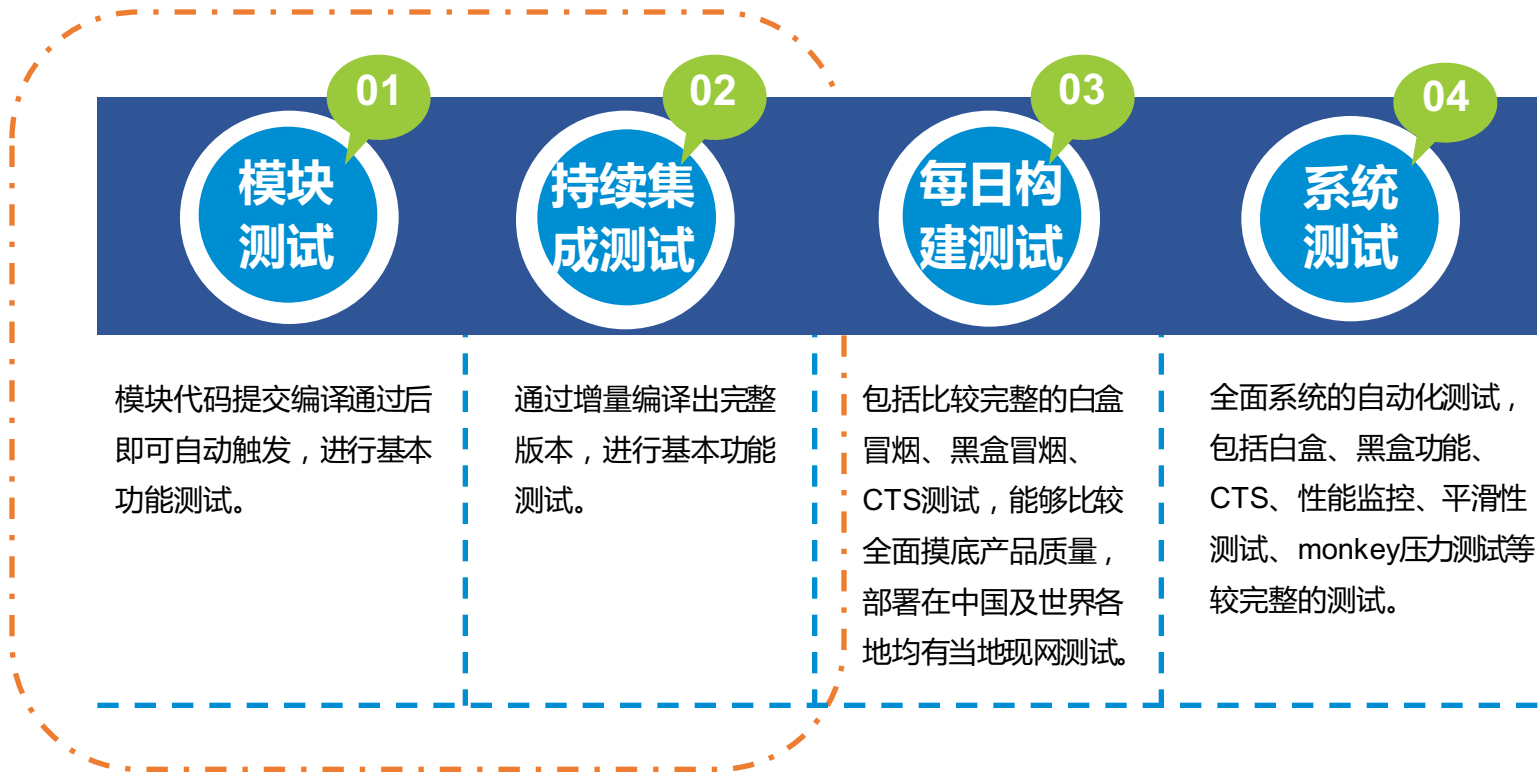 01
模块
测试
模块代码提交编译通过后
即可自动触发，进行基本
功能测试。
02
持续集
成测试
通过增量编译出完整
版本，进行基本功能
测试。
03
每日构
建测试
包括比较完整的白盒
冒烟、黑盒冒烟、
CTS测试，能够比较
全面摸底产品质量，
部署在中国及世界各
地均有当地现网测试。
04
系统
测试
全面系统的自动化测试，
包括白盒、黑盒功能、
CTS、性能监控、平滑性
测试、monkey压力测试等
较完整的测试。